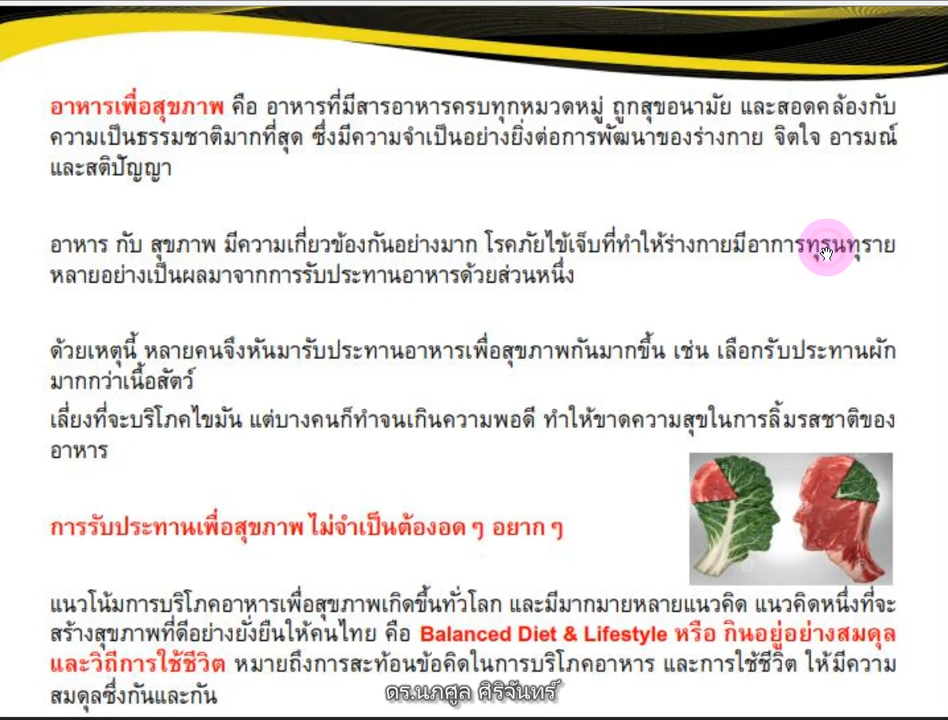 อาหารเพื่อสุขภาพ คือ อาหารที่มีสารอาหารครบทุกหมวดหมู่ ถูกสุขอนามัย และสอดคล้องกับ
ความเป็นธรรมชาติมากที่สุด ซึ่งมีความจำเป็นอย่างยิ่งต่อการพัฒนาของร่างกาย จิตใจ อารมณ์
และสติปัญญา
อาหาร กับ สุขภาพ มีความเกี่ยวข้องกันอย่างมาก โรคภัยไข้เจ็บที่ทำให้ร่างกายมีอาการทุรนทุราย
หลายอย่างเป็นผลมาจากการรับประทานอาหารด้วยส่วนหนึ่ง
ด้วยเหตุนี้ หลายคนจึงหันมารับประทานอาหารเพื่อสุขภาพกันมากขึ้น เช่น เลือกรับประทานผัก
มากกว่าเนื้อสัตว์
เลี่ยงที่จะบริโภคไขมัน แต่บางคนก็ทำจนเกินความพอดี ทำให้ขาดความสุขในการลิ้มรสชาติของ
อาหาร
การรับประทานเพื่อสุขภาพ ไม่จำเป็นต้องอด ๆ อยาก ๆ
แนวโน้มการบริโภคอาหารเพื่อสุขภาพเกิดขึ้นทั่วโลก และมีมากมายหลายแนวคิด แนวคิดหนึ่งที่จะ
สร้างสุขภาพที่ดีอย่างยั่งยืนให้คนไทย คือ Balanced Diet & Lifestyle หรือ กินอยู่อย่างสมดุล
และวิถีการใช้ชีวิต หมายถึงการสะท้อนข้อคิดในการบริโภคอาหาร และการใช้ชีวิต ให้มีความ
สมดุลซึ่งกันและกัน
ดร.นภศูล ศิริจันทร์